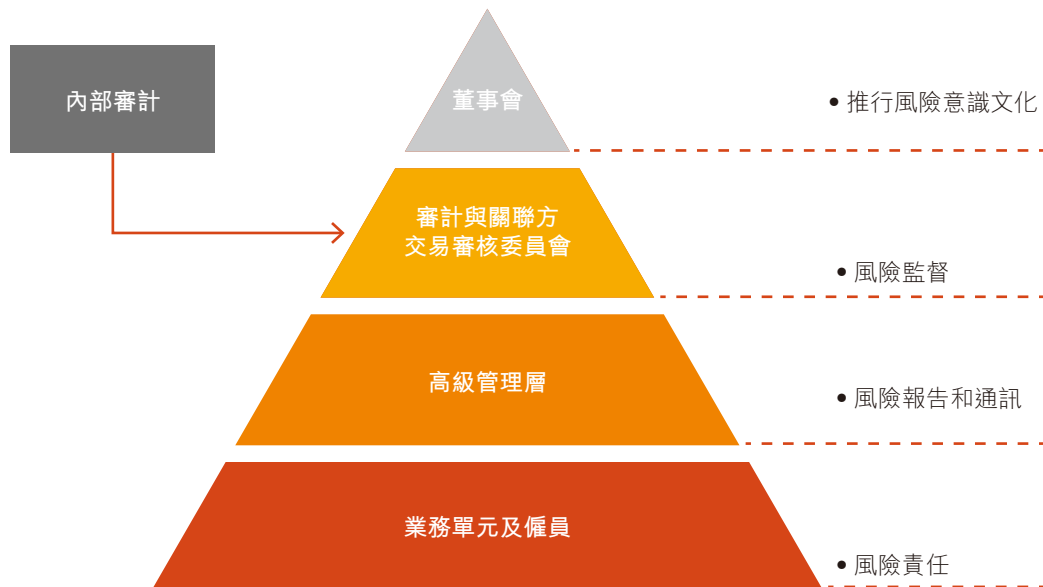 內部審計
董事會
• 推行風險意識文化
審計與關聯方
交易審核委員會
• 風險監督
高級管理層
• 風險報告和通訊
業務單元及僱員
• 風險責任